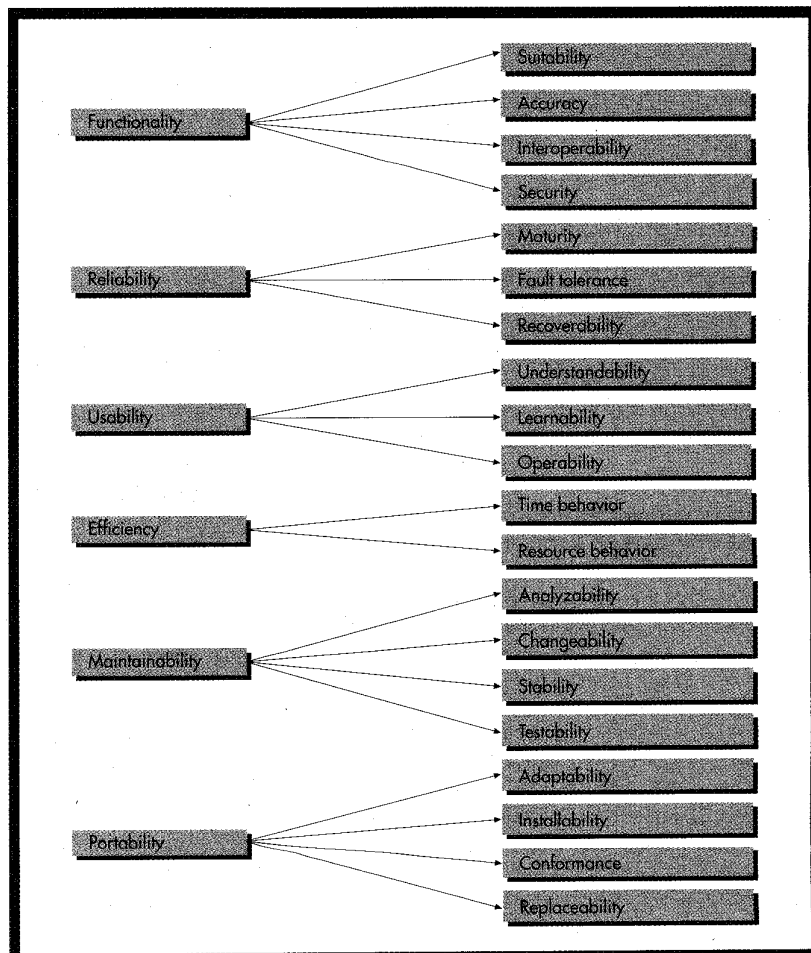 Functionality
Suitability
Accuracy
Interoperability
Security
Reliability
Maturity
Fault tolerance
Recoverability
Usability
Understandability
Learnability
Operability
Efficiency
Time behavior
Resource behavior
Maintainability
Analyzability
Changeability
Stability
Testability
Portability
Adaptability
Installability
Conformance
Replaceability